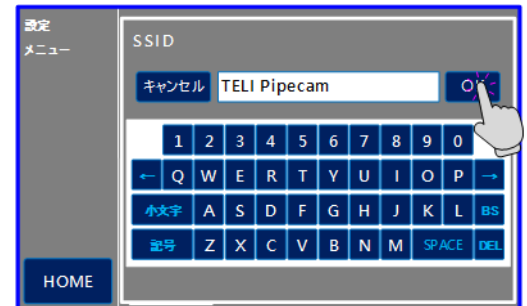 設定
メニュー
SSID
キャンセル TELI Pipecam OK
1 2 3 4 5 6 7 8 9 0
← Q W E R T Y U I O P →
小文字 A S D F G H J K L BS
記号 Z X C V B N M SPACE DEL
HOME